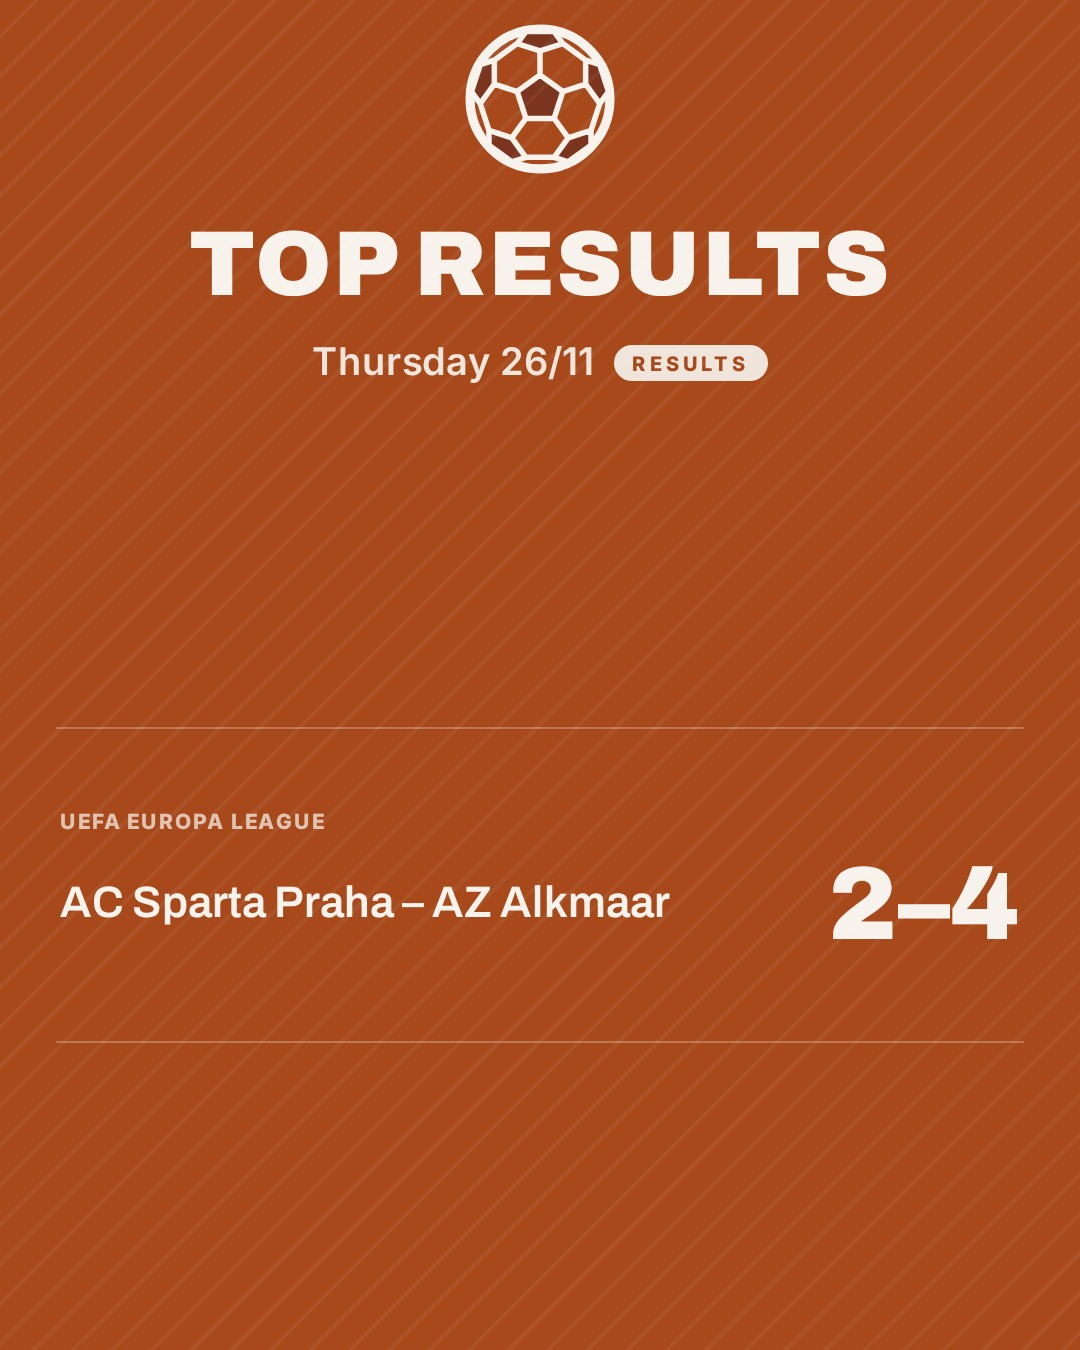 TOP RESULTS
Thursday 26/11 RESULTS
UEFA EUROPA LEAGUE
AC Sparta Praha – AZ Alkmaar 2–4